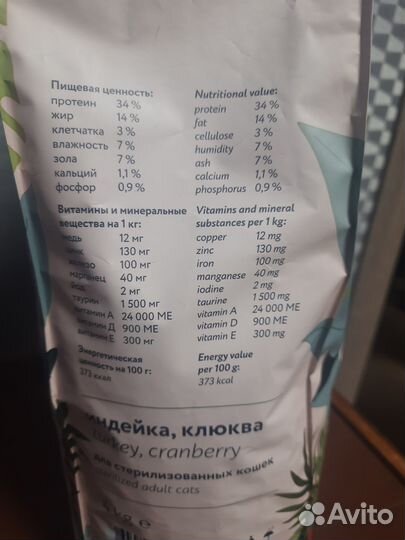 Пищевая ценность:
протеин 34 %
жир 14 %
клетчатка 3 %
влажность 7 %
зола 7 %
кальций 1,1 %
фосфор 0,9 %
Витамины и минеральные
вещества на 1 кг:
медь 12 мг
цинк 130 мг
железо 100 мг
марганец 40 мг
йод 2 мг
таурин 1 500 мг
витамин А 24 000 МЕ
витамин Д 900 МЕ
витамин Е 300 мг
Энергетическая
ценность на 100 г:
373 ккал
Nutritional value:
protein 34 %
fat 14 %
cellulose 3 %
humidity 7 %
ash 7 %
calcium 1,1 %
phosphorus 0,9 %
Vitamins and mineral
substances per 1 kg:
copper 12 mg
zinc 130 mg
iron 100 mg
manganese 40 mg
iodine 2 mg
taurine 1 500 mg
vitamin A 24 000 ME
vitamin D 900 ME
vitamin E 300 mg
Energy value
per 100 g:
373 kcal
индейка, клюква
turkey, cranberry
для стерилизованных кошек
sterilized adult cats
kg e
Avito